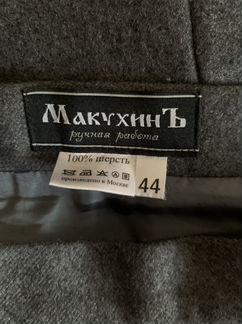 МакухинЪ
ручная работа
100% шерсть
произведено в Москве
44